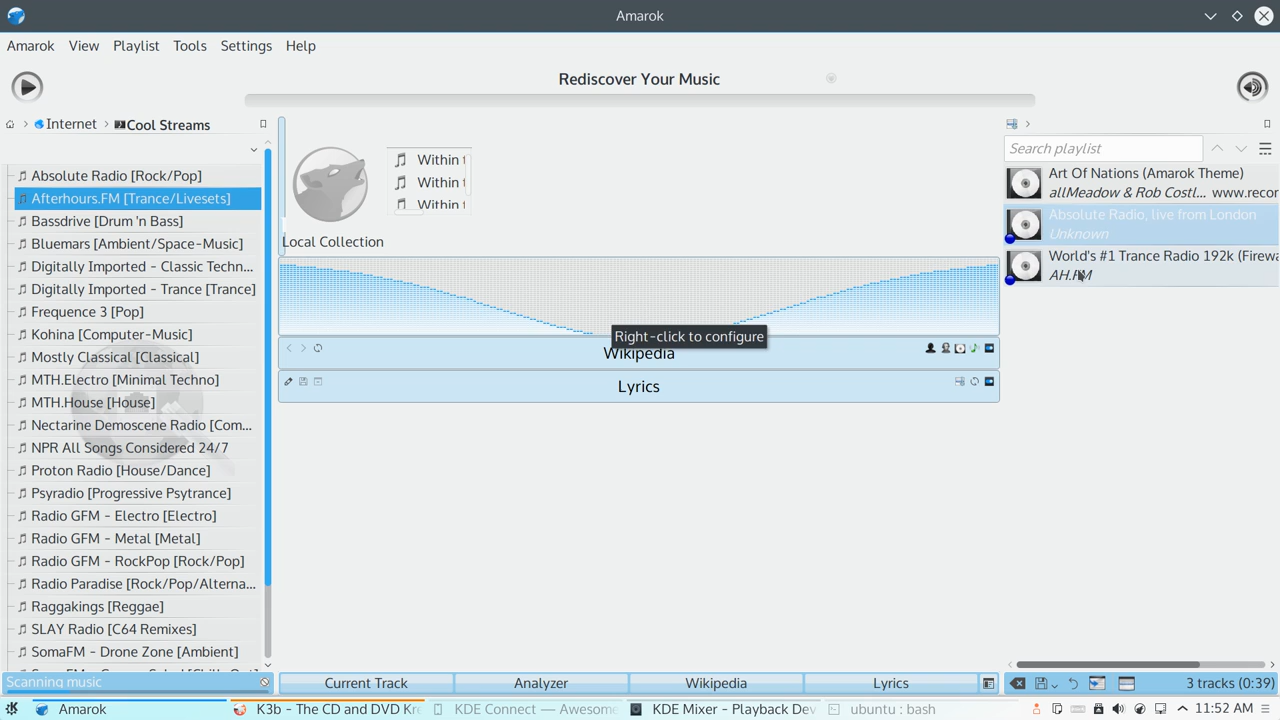 Amarok
Amarok View Playlist Tools Settings Help
Rediscover Your Music
Internet Cool Streams
Absolute Radio [Rock/Pop]
Afterhours.FM [Trance/Livesets]
Bassdrive [Drum 'n Bass]
Bluemars [Ambient/Space-Music]
Digitally Imported - Classic Techn...
Digitally Imported - Trance [Trance]
Frequence 3 [Pop]
Kohina [Computer-Music]
Mostly Classical [Classical]
MTH.Electro [Minimal Techno]
MTH.House [House]
Nectarine Demoscene Radio [Com...
NPR All Songs Considered 24/7
Proton Radio [House/Dance]
Psyradio [Progressive Psytrance]
Radio GFM - Electro [Electro]
Radio GFM - Metal [Metal]
Radio GFM - RockPop [Rock/Pop]
Radio Paradise [Rock/Pop/Alterna...
Raggakings [Reggae]
SLAY Radio [C64 Remixes]
SomaFM - Drone Zone [Ambient]
Scanning music
Within t
Within t
Within t
Local Collection
Right-click to configure
Wikipedia
Lyrics
Current Track Analyzer Wikipedia Lyrics
Search playlist
Art Of Nations (Amarok Theme)
allMeadow & Rob Costl... www.recor
Absolute Radio, live from London
Unknown
World's #1 Trance Radio 192k (Firewa
AH.FM
3 tracks (0:39)
Amarok K3b - The CD and DVD Kr KDE Connect — Awesome KDE Mixer - Playback Dev ubuntu : bash 11:52 AM